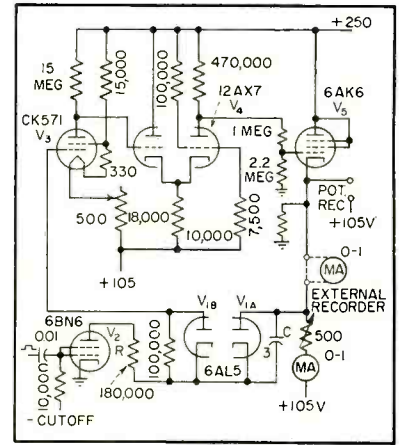 +250
15 MEG
15,000
100,000
470,000
12AX7
V4
6AK6
V5
CK571
V3
1 MEG
2.2 MEG
330
500
18,000
10,000
7,500
POT. REC
+105V
+105
0-1
MA
EXTERNAL RECORDER
V1B
V1A
6BN6
V2
0.01
R
100,000
C
3
6AL5
500
0-1
MA
10,000
180,000
- CUTOFF
+105V